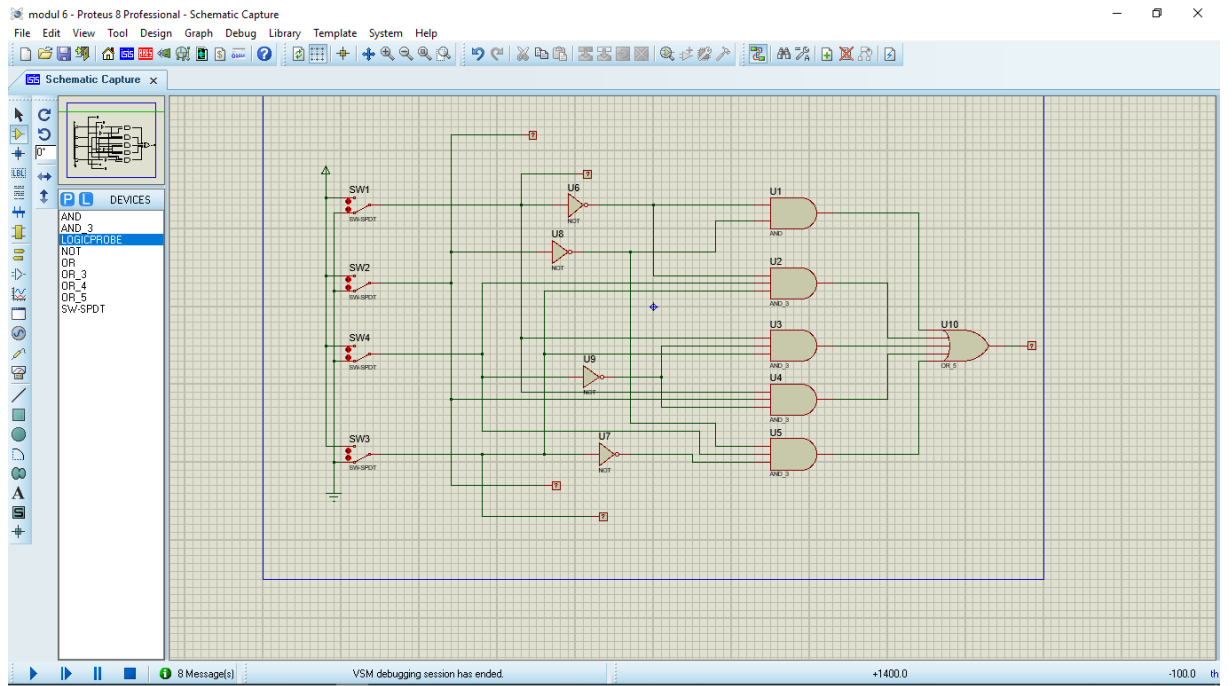 modul 6 - Proteus 8 Professional - Schematic Capture
File Edit View Tool Design Graph Debug Library Template System Help
Schematic Capture
0°
LBL
P L DEVICES
AND
AND_3
LOGICPROBE
NOT
OR
OR_3
OR_4
OR_5
SW-SPDT
?
?
SW1
SW-SPDT
U6
NOT
U1
AND
U8
NOT
SW2
SW-SPDT
U2
AND_3
SW4
SW-SPDT
U3
AND_3
U10
OR_5
?
U9
NOT
U4
AND_3
SW3
SW-SPDT
U7
NOT
U5
AND_3
?
?
8 Message(s) VSM debugging session has ended. +1400.0 -100.0 th